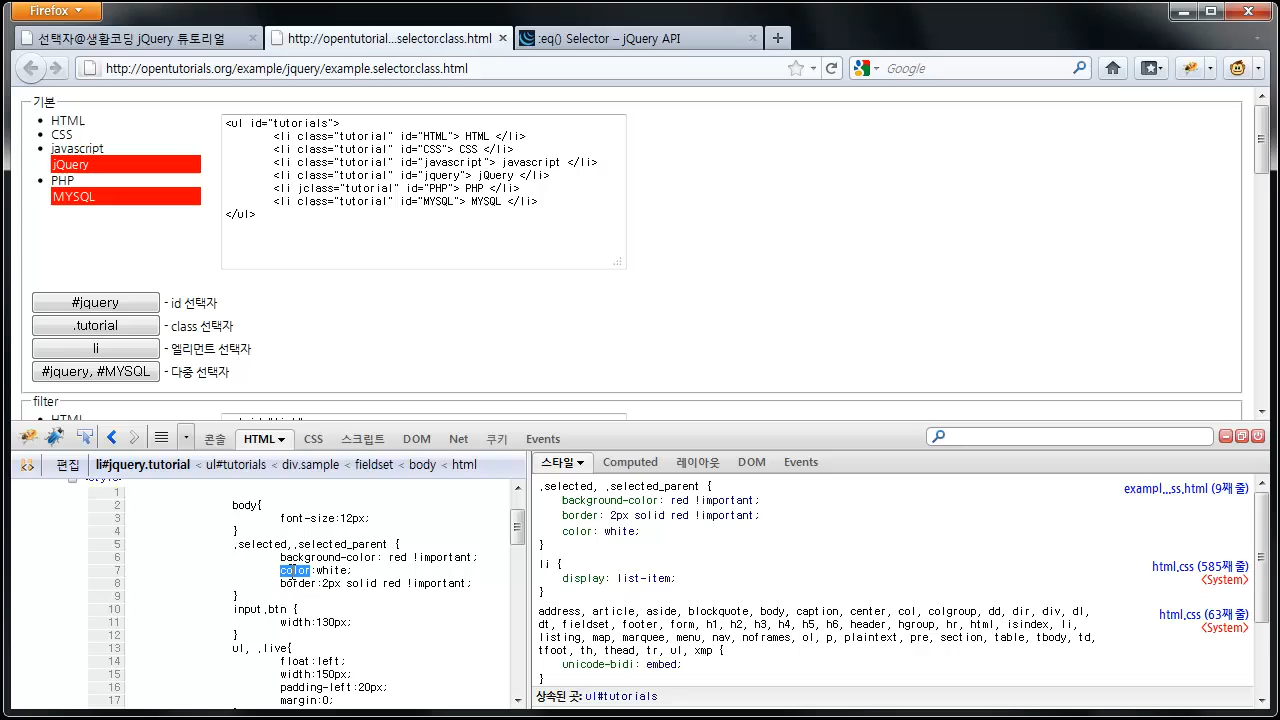 Firefox
선택자@생활코딩 jQuery 튜토리얼
http://opentutorial...selector.class.html
:eq() Selector – jQuery API
http://opentutorials.org/example/jquery/example.selector.class.html
Google
기본
HTML
CSS
javascript
jQuery
PHP
MYSQL
<ul id="tutorials">
<li class="tutorial" id="HTML"> HTML </li>
<li class="tutorial" id="CSS"> CSS </li>
<li class="tutorial" id="javascript"> javascript </li>
<li class="tutorial" id="jquery"> jQuery </li>
<li jclass="tutorial" id="PHP"> PHP </li>
<li class="tutorial" id="MYSQL"> MYSQL </li>
</ul>
#jquery - id 선택자
.tutorial - class 선택자
li - 엘리먼트 선택자
#jquery, #MYSQL - 다중 선택자
filter
HTML
콘솔 HTML CSS 스크립트 DOM Net 쿠키 Events
편집 li#jquery.tutorial < ul#tutorials < div.sample < fieldset < body < html
<style>
1
2 body{
3 font-size:12px;
4 }
5 .selected,.selected_parent {
6 background-color: red !important;
7 color:white;
8 border:2px solid red !important;
9 }
10 input.btn {
11 width:130px;
12 }
13 ul, .live{
14 float:left;
15 width:150px;
16 padding-left:20px;
17 margin:0;
스타일 Computed 레이아웃 DOM Events
.selected, .selected_parent { exampl...ss.html (9째 줄)
background-color: red !important;
border: 2px solid red !important;
color: white;
}
li { html.css (585째 줄)
display: list-item; <System>
}
address, article, aside, blockquote, body, caption, center, col, colgroup, dd, dir, div, dl, html.css (63째 줄)
dt, fieldset, footer, form, h1, h2, h3, h4, h5, h6, header, hgroup, hr, html, isindex, li, <System>
listing, map, marquee, menu, nav, noframes, ol, p, plaintext, pre, section, table, tbody, td,
tfoot, th, thead, tr, ul, xmp {
unicode-bidi: embed;
}
상속된 곳: ul#tutorials